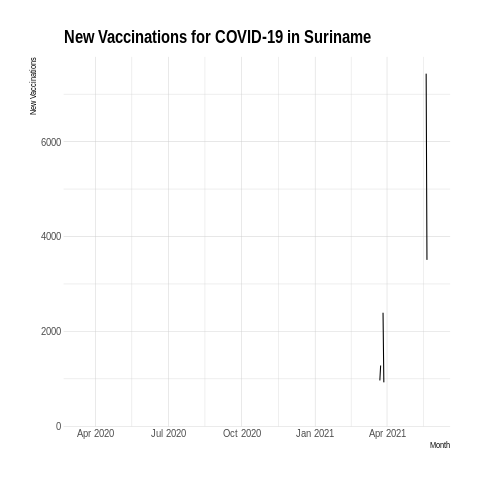 New Vaccinations for COVID-19 in Suriname
New Vaccinations
6000
4000
2000
0
Apr 2020 Jul 2020 Oct 2020 Jan 2021 Apr 2021
Month